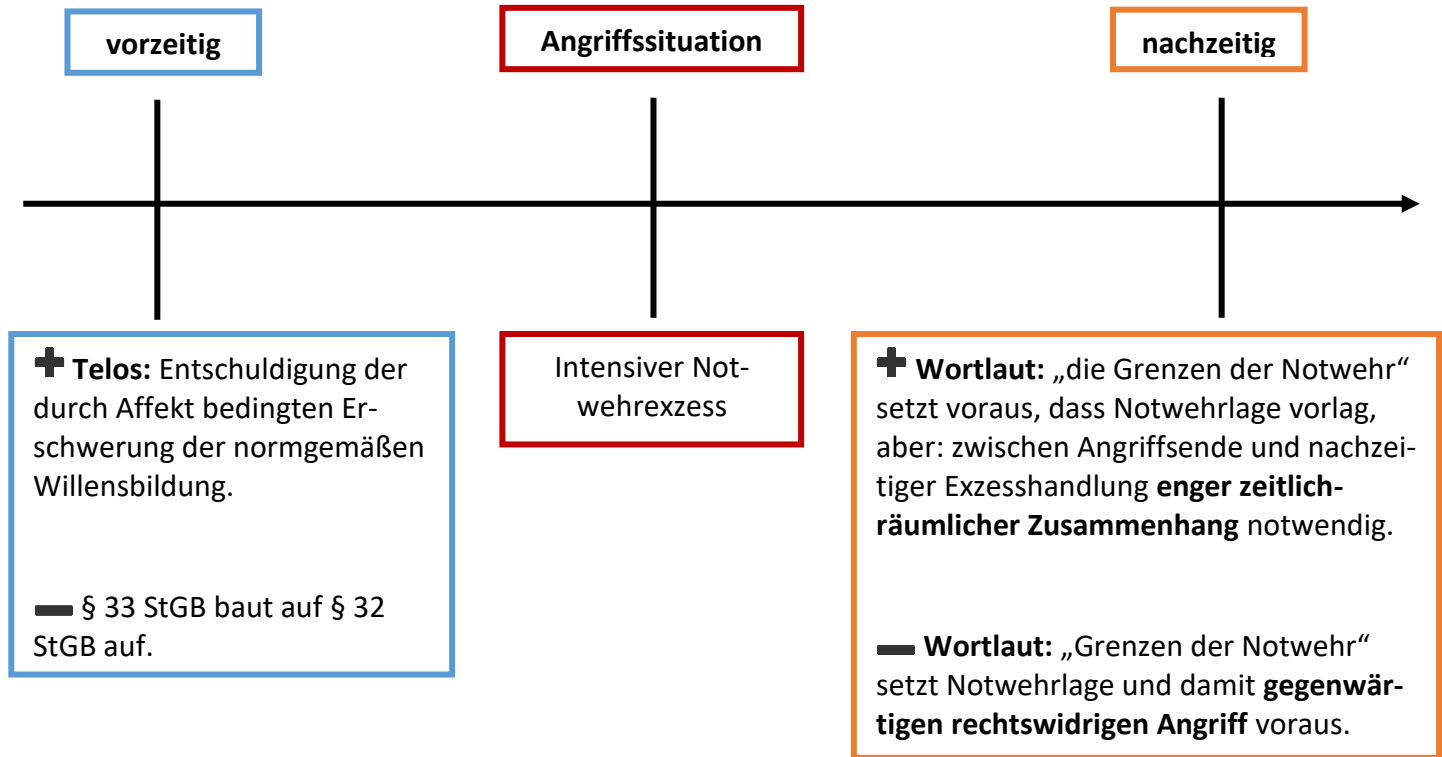 vorzeitig
Angriffssituation
nachzeitig
Telos: Entschuldigung der
durch Affekt bedingten Er-
schwerung der normgemäßen
Willensbildung.
§ 33 StGB baut auf § 32
StGB auf.
Intensiver Not-
wehrexzess
Wortlaut: „die Grenzen der Notwehr“
setzt voraus, dass Notwehrlage vorlag,
aber: zwischen Angriffsende und nachzei-
tiger Exzesshandlung enger zeitlich-
räumlicher Zusammenhang notwendig.
Wortlaut: „Grenzen der Notwehr“
setzt Notwehrlage und damit gegenwär-
tigen rechtswidrigen Angriff voraus.